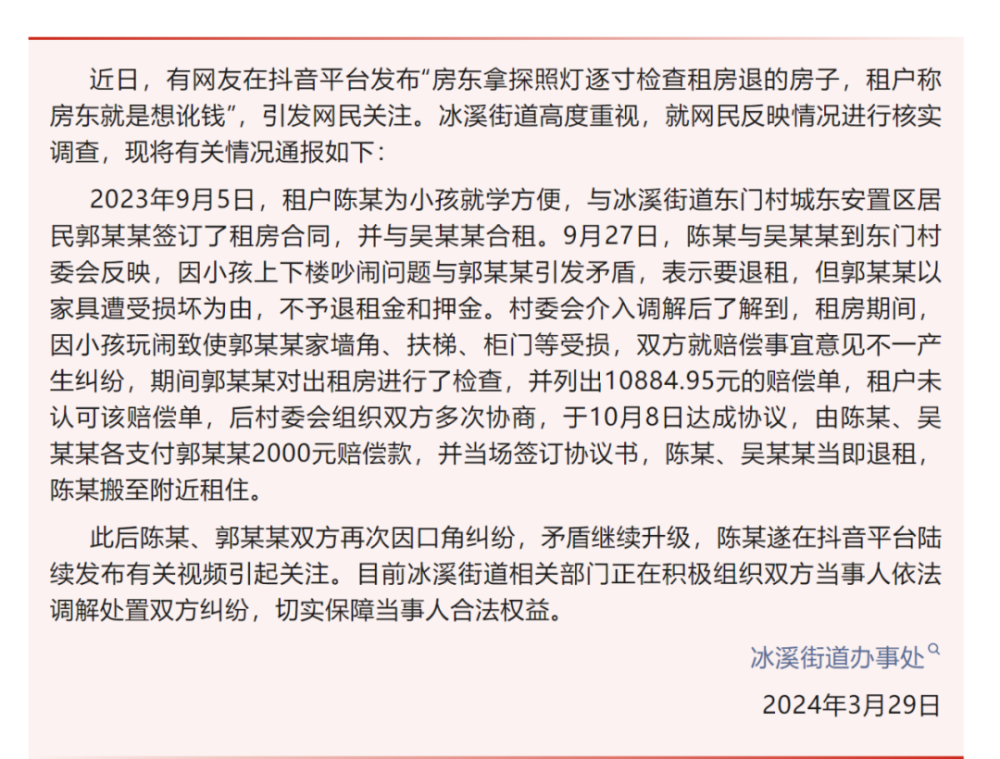 近日，有网友在抖音平台发布“房东拿探照灯逐寸检查租房退的房子，租户称
房东就是想讹钱”，引发网民关注。冰溪街道高度重视，就网民反映情况进行核实
调查，现将有关情况通报如下：
2023年9月5日，租户陈某为小孩就学方便，与冰溪街道东门村城东安置区居
民郭某某签订了租房合同，并与吴某某合租。9月27日，陈某与吴某某到东门村
委会反映，因小孩上下楼吵闹问题与郭某某引发矛盾，表示要退租，但郭某某以
家具遭受损坏为由，不予退租金和押金。村委会介入调解后了解到，租房期间，
因小孩玩闹致使郭某某家墙角、扶梯、柜门等受损，双方就赔偿事宜意见不一产
生纠纷，期间郭某某对出租房进行了检查，并列出10884.95元的赔偿单，租户未
认可该赔偿单，后村委会组织双方多次协商，于10月8日达成协议，由陈某、吴
某某各支付郭某某2000元赔偿款，并当场签订协议书，陈某、吴某某当即退租，
陈某搬至附近租住。
此后陈某、郭某某双方再次因口角纠纷，矛盾继续升级，陈某遂在抖音平台陆
续发布有关视频引起关注。目前冰溪街道相关部门正在积极组织双方当事人依法
调解处置双方纠纷，切实保障当事人合法权益。
冰溪街道办事处
2024年3月29日